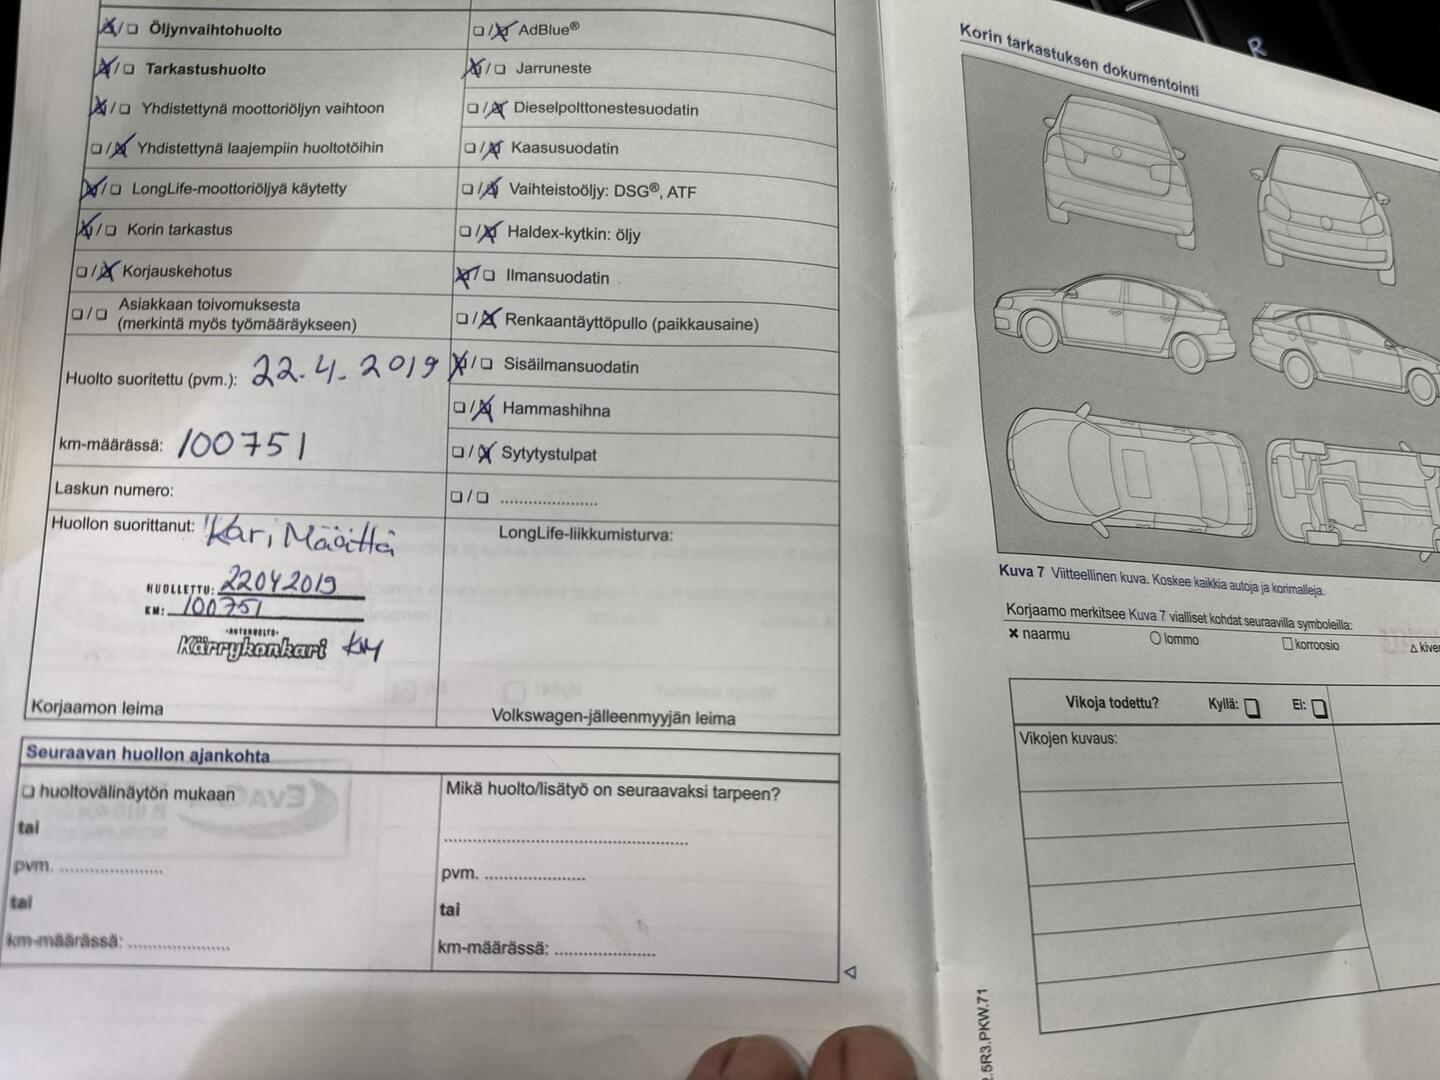 ☒/☐ Öljynvaihtohuolto
☒/☐ Tarkastushuolto
☒/☐ Yhdistettynä moottoriöljyn vaihtoon
☐/☒ Yhdistettynä laajempiin huoltotöihin
☒/☐ LongLife-moottoriöljyä käytetty
☒/☐ Korin tarkastus
☐/☒ Korjauskehotus
☐/☐ Asiakkaan toivomuksesta
(merkintä myös työmääräykseen)
Huolto suoritettu (pvm.): 22.4.2019
km-määrässä: 100751
Laskun numero:
Huollon suorittanut: Kari Määttä
HUOLLETTU: 22042019
KM: 100751
·AUTOHUOLTO·
Kärrykonkari KM
Korjaamon leima
☐/☒ AdBlue®
☒/☐ Jarruneste
☐/☒ Dieselpolttonestesuodatin
☐/☒ Kaasusuodatin
☐/☒ Vaihteistoöljy: DSG®, ATF
☐/☒ Haldex-kytkin: öljy
☒/☐ Ilmansuodatin
☐/☒ Renkaantäyttöpullo (paikkausaine)
☒/☐ Sisäilmansuodatin
☐/☒ Hammashihna
☐/☒ Sytytystulpat
☐/☐ ......................
LongLife-liikkumisturva:
Volkswagen-jälleenmyyjän leima
Seuraavan huollon ajankohta
☐ huoltovälinäytön mukaan
tai
pvm. ......................
tai
km-määrässä: ......................
Mikä huolto/lisätyö on seuraavaksi tarpeen?
.......................................................
pvm. ......................
tai
km-määrässä: ......................
Korin tarkastuksen dokumentointi
Kuva 7 Viitteellinen kuva. Koskee kaikkia autoja ja korimalleja.
Korjaamo merkitsee Kuva 7 vialliset kohdat seuraavilla symboleilla:
✗ naarmu ○ lommo ☐ korroosio △
Vikoja todettu? Kyllä: ☐ Ei: ☐
Vikojen kuvaus:
.5R3.PKW.71
R